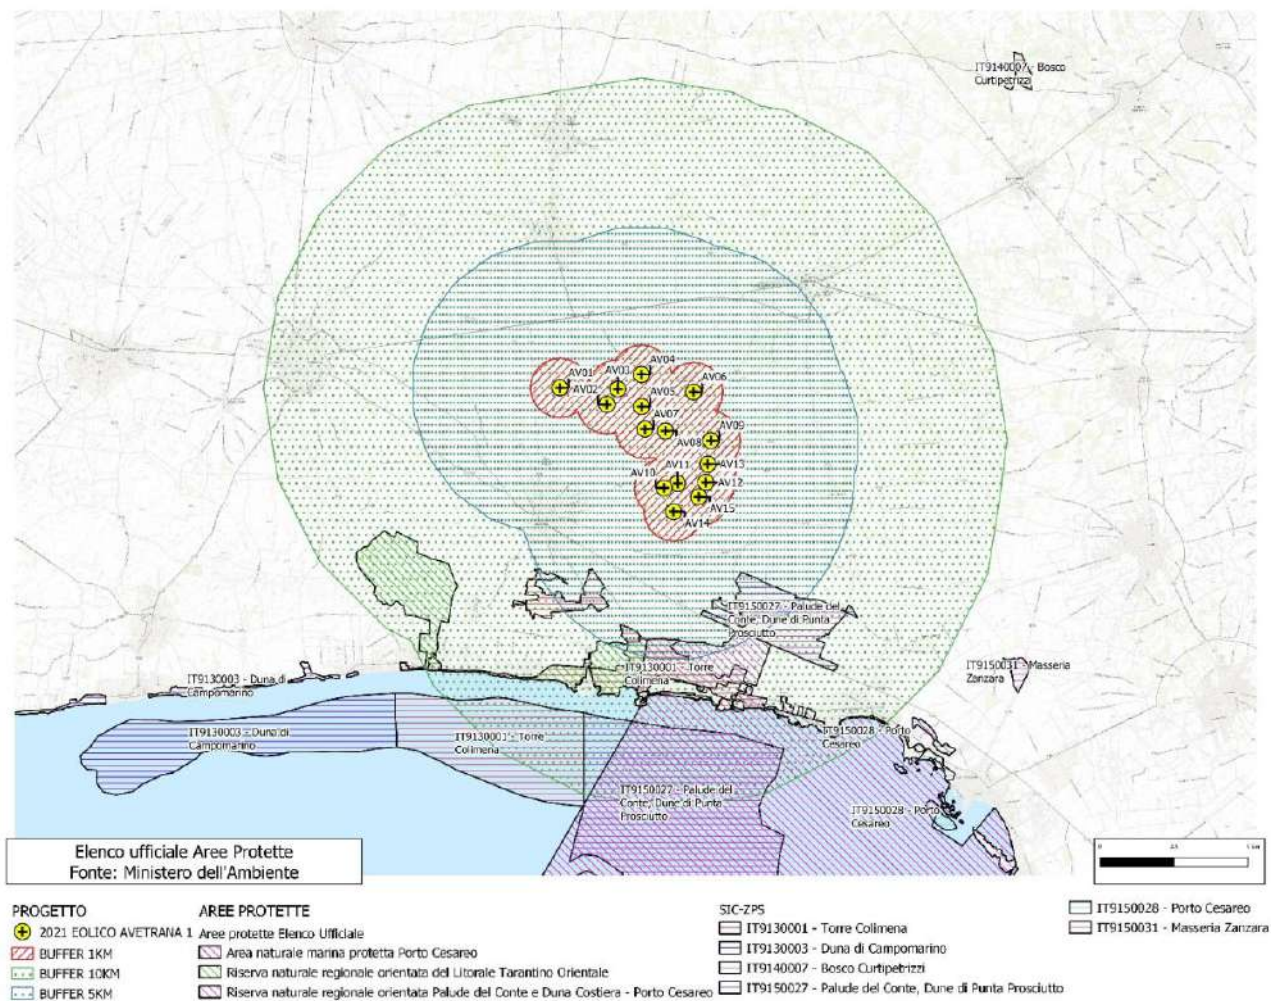 IT9140007 - Bosco
Curtipetrizzi
AV04
AV03
AV01
AV06
AV02
AV05
AV07
AV09
AV08
AV13
AV11
AV10
AV12
AV15
AV14
IT9150027 - Palude del
Conte, Dune di Punta
Prosciutto
IT9130001 - Torre
Colimena
IT9150031 - Masseria
Zanzara
IT9130003 - Duna di
Campomarino
IT9130003 - Duna di
Campomarino
IT9130001 - Torre
Colimena
IT9150028 - Porto
Cesareo
IT9150027 - Palude del
Conte, Dune di Punta
Prosciutto
IT9150028 - Porto
Cesareo
Elenco ufficiale Aree Protette
Fonte: Ministero dell'Ambiente
PROGETTO
2021 EOLICO AVETRANA 1
BUFFER 1KM
BUFFER 10KM
BUFFER 5KM
AREE PROTETTE
Aree protette Elenco Ufficiale
Area naturale marina protetta Porto Cesareo
Riserva naturale regionale orientata del Litorale Tarantino Orientale
Riserva naturale regionale orientata Palude del Conte e Duna Costiera - Porto Cesareo
SIC-ZPS
IT9130001 - Torre Colimena
IT9130003 - Duna di Campomarino
IT9140007 - Bosco Curtipetrizzi
IT9150027 - Palude del Conte, Dune di Punta Prosciutto
IT9150028 - Porto Cesareo
IT9150031 - Masseria Zanzara